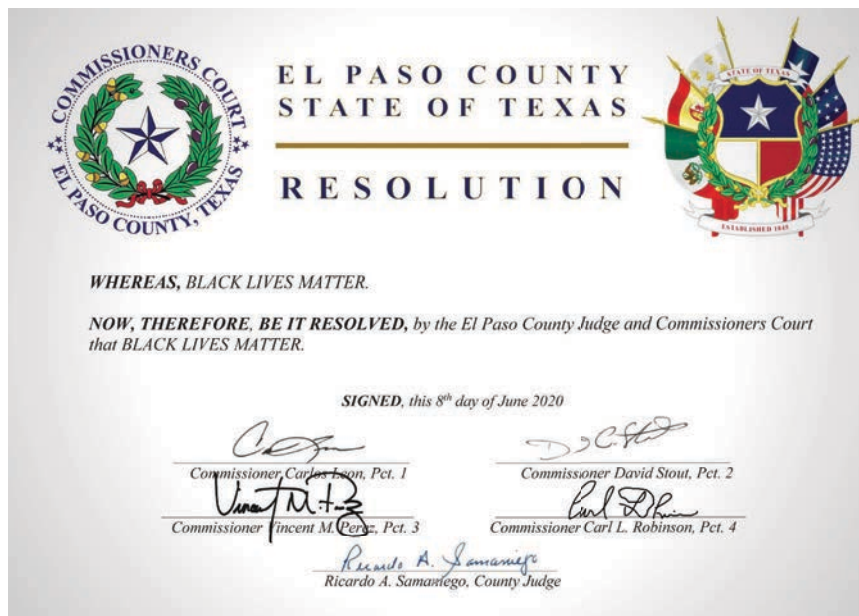 COMMISSIONERS COURT
EL PASO COUNTY, TEXAS
EL PASO COUNTY
STATE OF TEXAS
RESOLUTION
STATE OF TEXAS
ESTABLISHED 1845
WHEREAS, BLACK LIVES MATTER.
NOW, THEREFORE, BE IT RESOLVED, by the El Paso County Judge and Commissioners Court
that BLACK LIVES MATTER.
SIGNED, this 8th day of June 2020
Commissioner Carlos Leon, Pct. 1
Commissioner David Stout, Pct. 2
Vincent M. Perez
Commissioner Vincent M. Perez, Pct. 3
Commissioner Carl L. Robinson, Pct. 4
Ricardo A. Samaniego
Ricardo A. Samaniego, County Judge